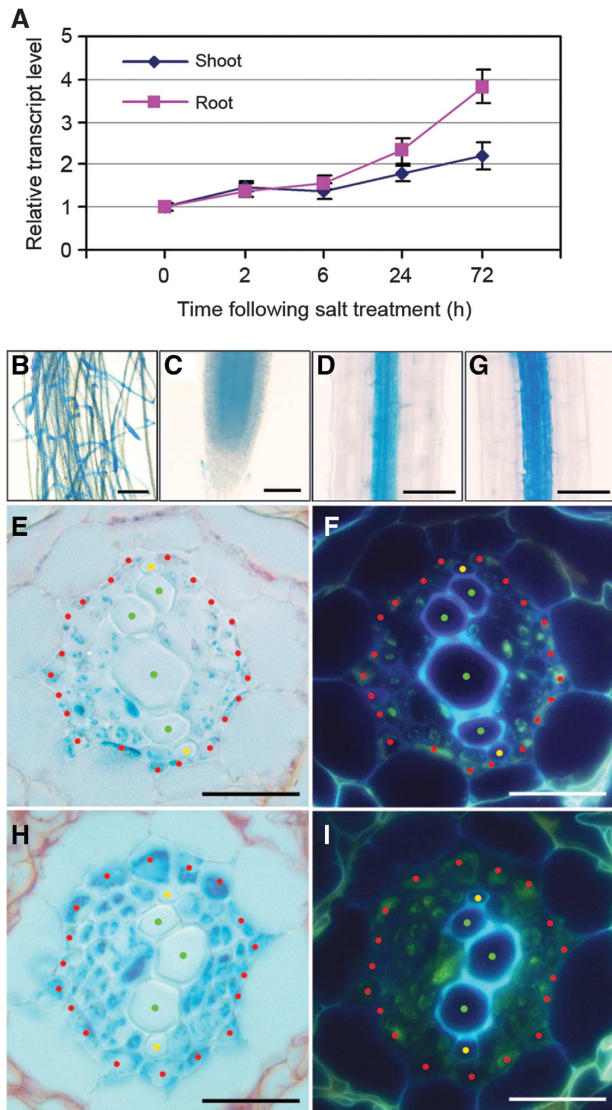 A
5
4
3
2
1
0
Relative transcript level
Shoot
Root
0 2 6 24 72
Time following salt treatment (h)
B C D G
E F
H I